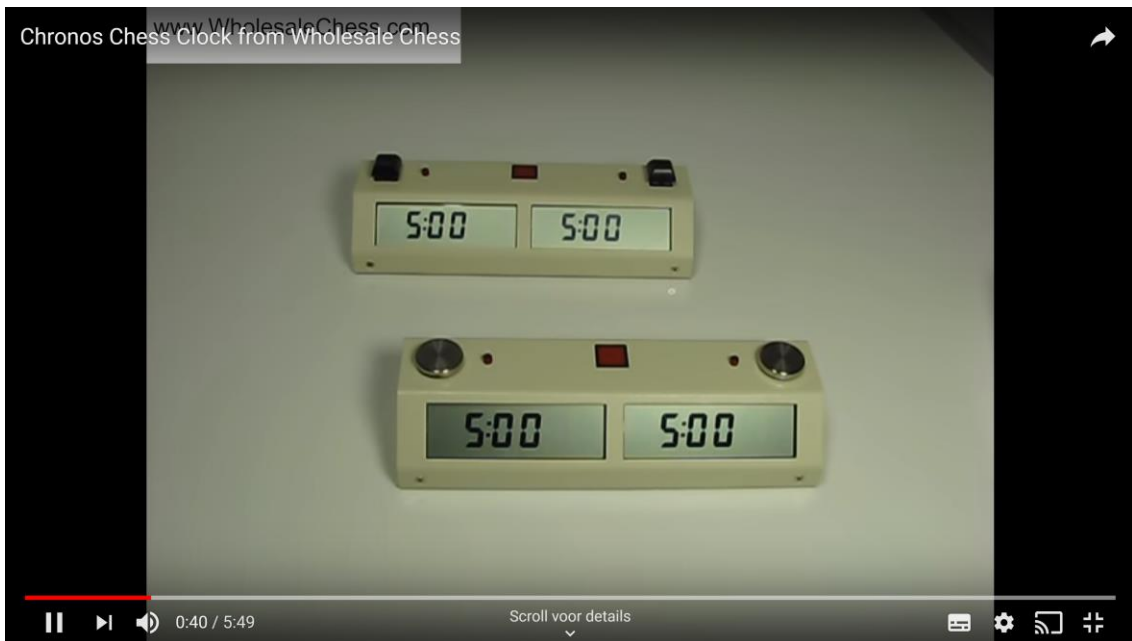 www.WholesaleChess.com
Chronos Chess Clock from Wholesale Chess
5:00 5:00
5:00 5:00
0:40 / 5:49
Scroll voor details